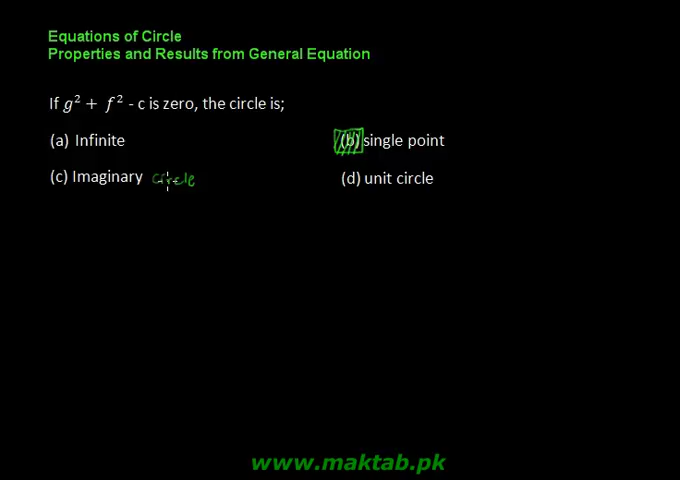 Equations of Circle
Properties and Results from General Equation
If g² + f² - c is zero, the circle is;
(a) Infinite (b) single point
(c) Imaginary circle (d) unit circle
www.maktab.pk